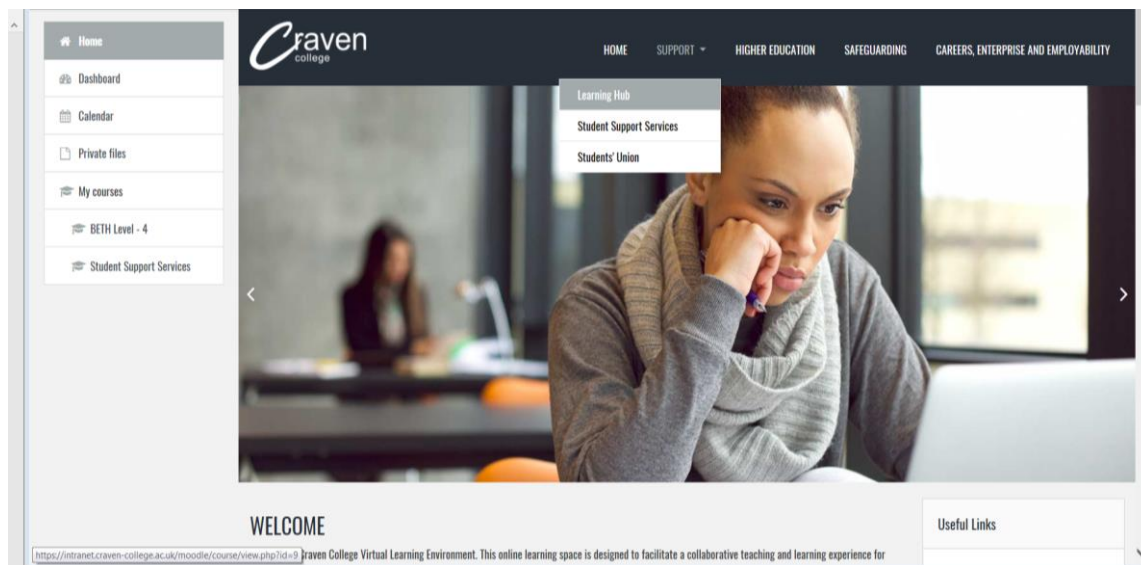 Home
Dashboard
Calendar
Private files
My courses
BETH Level - 4
Student Support Services
Craven
college
HOME SUPPORT HIGHER EDUCATION SAFEGUARDING CAREERS, ENTERPRISE AND EMPLOYABILITY
Learning Hub
Student Support Services
Students' Union
WELCOME
Craven College Virtual Learning Environment. This online learning space is designed to facilitate a collaborative teaching and learning experience for
https://intranet.craven-college.ac.uk/moodle/course/view.php?id=9
Useful Links